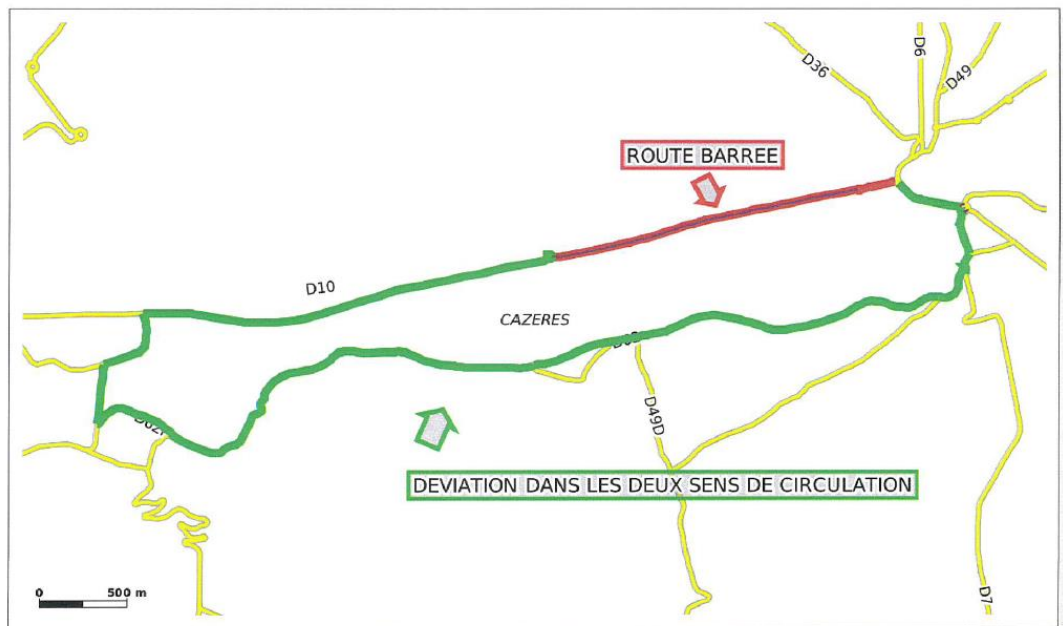 D6
D49
D36
ROUTE BARREE
D10
CAZERES
D49D
DEVIATION DANS LES DEUX SENS DE CIRCULATION
0 500 m
D7